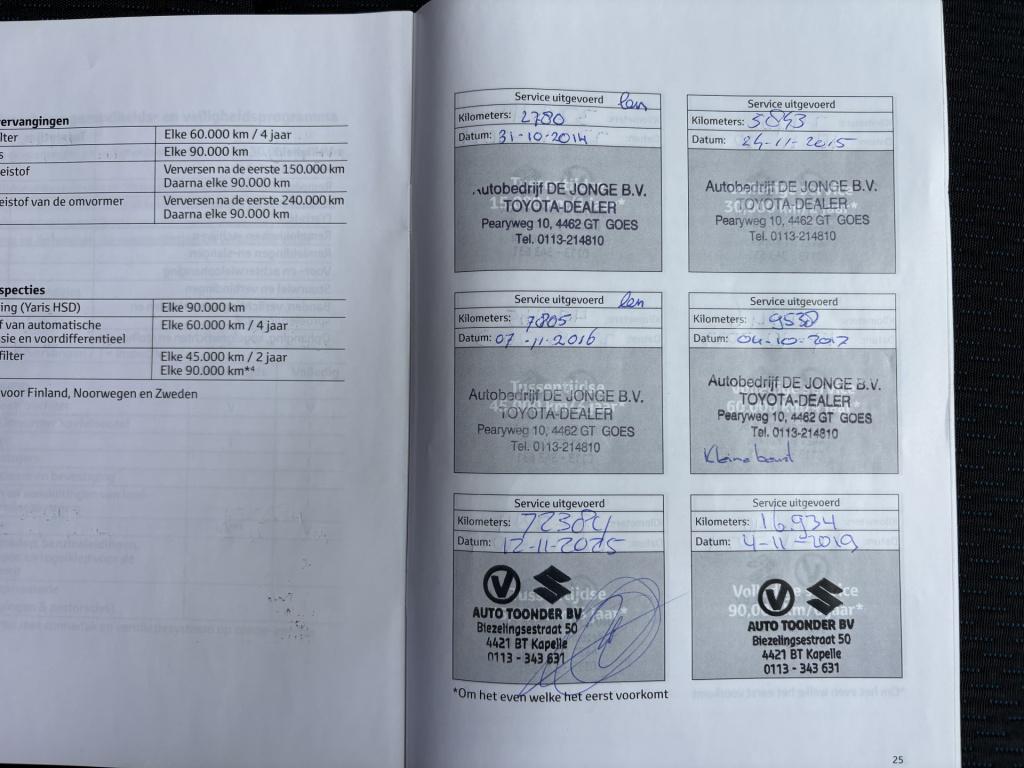 ervangingen
lter Elke 60.000 km / 4 jaar
s Elke 90.000 km
eistof Verversen na de eerste 150.000 km
Daarna elke 90.000 km
eistof van de omvormer Verversen na de eerste 240.000 km
Daarna elke 90.000 km
specties
ing (Yaris HSD) Elke 90.000 km
f van automatische Elke 60.000 km / 4 jaar
sie en voordifferentieel
filter Elke 45.000 km / 2 jaar
Elke 90.000 km*4
voor Finland, Noorwegen en Zweden
Service uitgevoerd
Kilometers: 2780
Datum: 31-10-2014
Autobedrijf DE JONGE B.V.
TOYOTA-DEALER
Pearyweg 10, 4462 GT GOES
Tel. 0113-214810
Service uitgevoerd
Kilometers: 5843
Datum: 24-11-2015
Autobedrijf DE JONGE B.V.
TOYOTA-DEALER
Pearyweg 10, 4462 GT GOES
Tel. 0113-214810
Service uitgevoerd
Kilometers: 7805
Datum: 07-11-2016
Tussentijdse
Autobedrijf DE JONGE B.V.
TOYOTA-DEALER
Pearyweg 10, 4462 GT GOES
Tel. 0113-214810
Service uitgevoerd
Kilometers: 9538
Datum: 04-10-2017
Autobedrijf DE JONGE B.V.
TOYOTA-DEALER
Pearyweg 10, 4462 GT GOES
Tel. 0113-214810
Kleine beurt
Service uitgevoerd
Kilometers: 72384
Datum: 12-11-2025
AUTO TOONDER BV
Biezelingsestraat 50
4421 BT Kapelle
0113 - 343 631
Service uitgevoerd
Kilometers: 16.934
Datum: 4-11-2019
AUTO TOONDER BV
Biezelingsestraat 50
4421 BT Kapelle
0113 - 343 631
*Om het even welke het eerst voorkomt
25